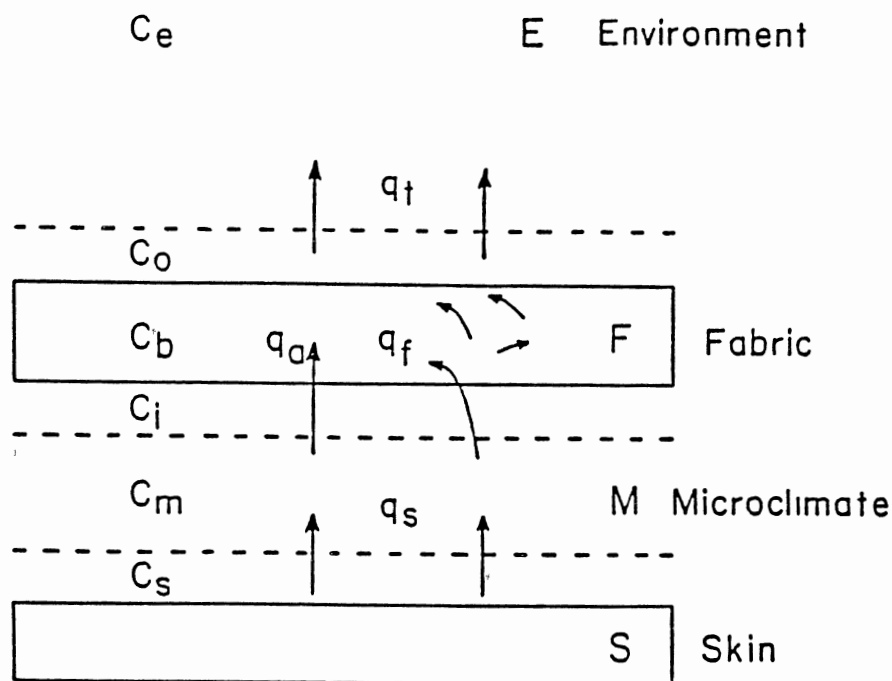 Ce E Environment
qt
Co
Cb qa qf F Fabric
Ci
Cm qs M Microclimate
Cs
S Skin